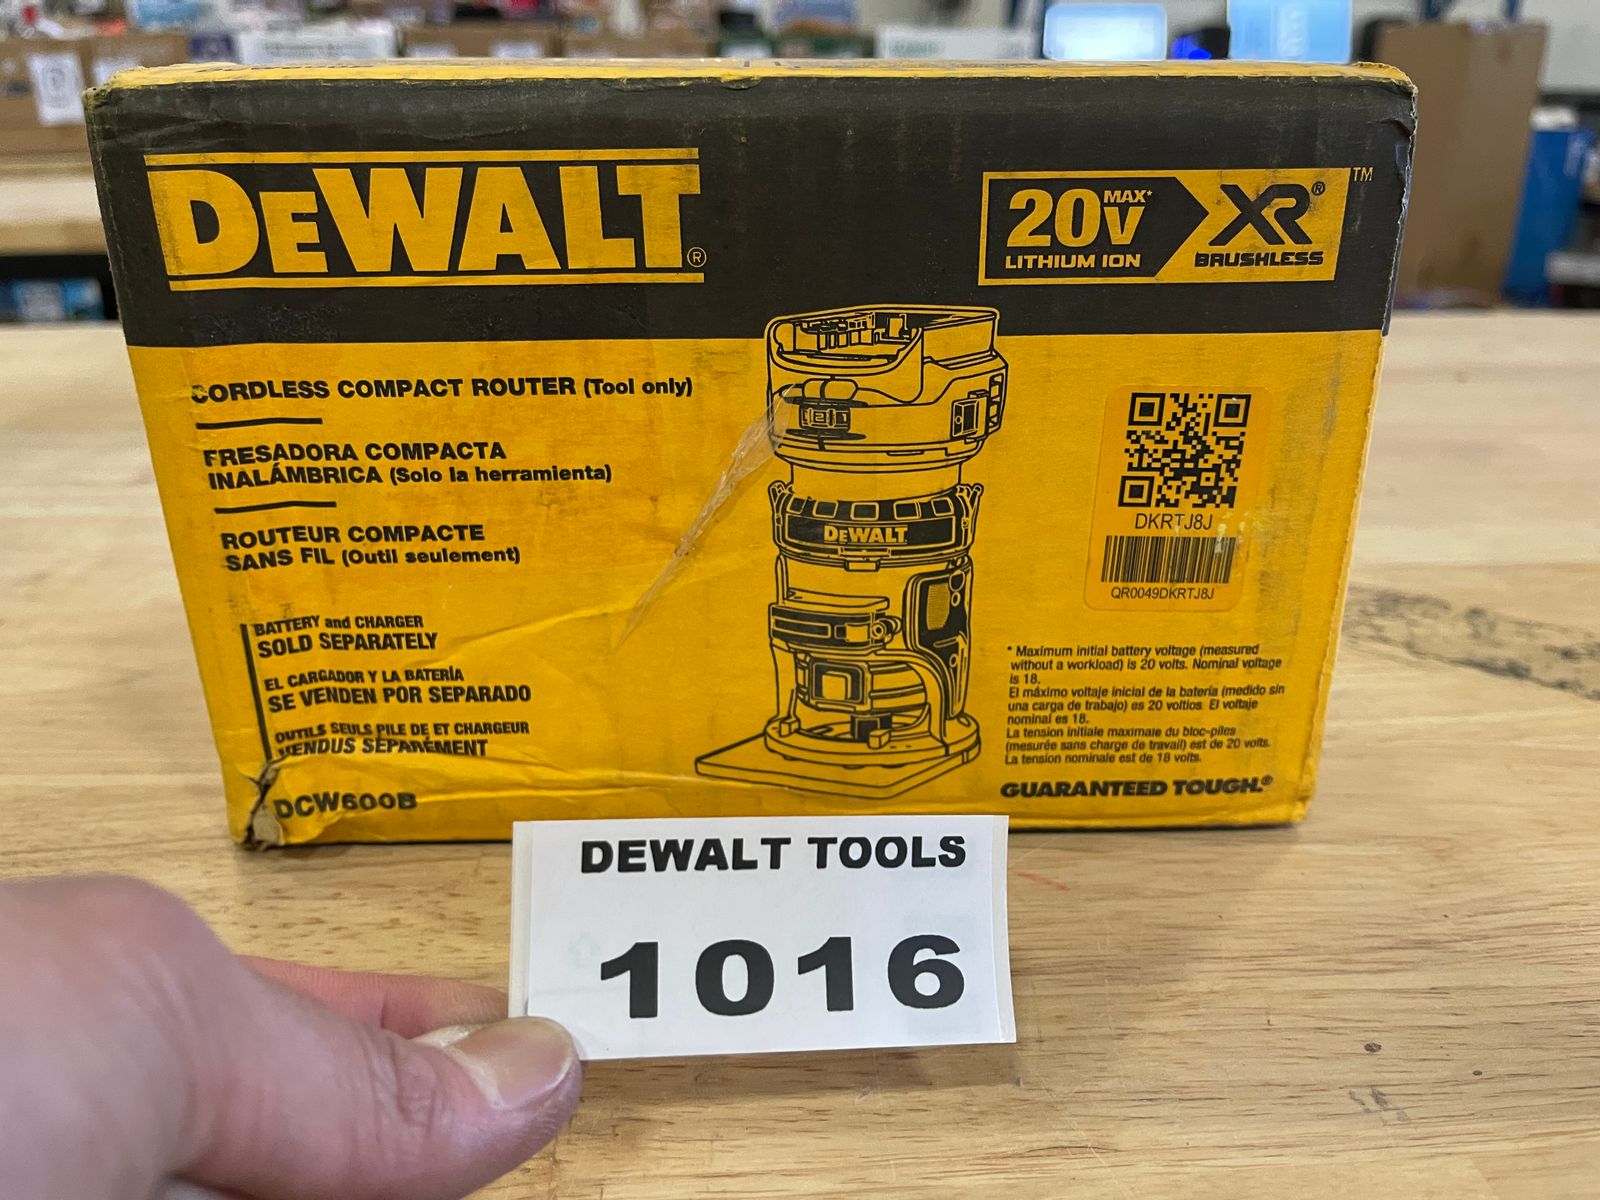 DEWALT®
20V MAX*
LITHIUM ION
XR®
BRUSHLESS
™
CORDLESS COMPACT ROUTER (Tool only)
FRESADORA COMPACTA
INALÁMBRICA (Solo la herramienta)
ROUTEUR COMPACTE
SANS FIL (Outil seulement)
BATTERY and CHARGER
SOLD SEPARATELY
EL CARGADOR Y LA BATERÍA
SE VENDEN POR SEPARADO
OUTILS SEULS PILE DE ET CHARGEUR
VENDUS SÉPARÉMENT
DCW600B
DEWALT
DKRTJ8J
QR0049DKRTJ8J
* Maximum initial battery voltage (measured
without a workload) is 20 volts. Nominal voltage
is 18.
El máximo voltaje inicial de la batería (medido sin
una carga de trabajo) es 20 voltios. El voltaje
nominal es 18.
La tension initiale maximale du bloc-piles
(mesurée sans charge de travail) est de 20 volts.
La tension nominale est de 18 volts.
GUARANTEED TOUGH.®
DEWALT TOOLS
1016